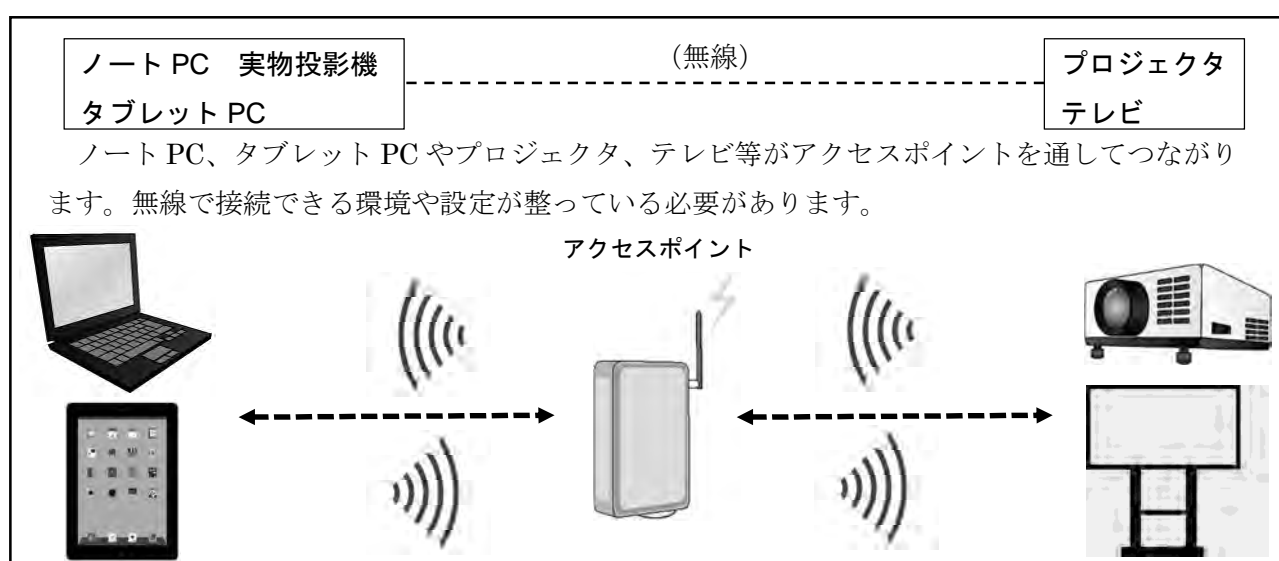 ノート PC　実物投影機
タブレット PC
（無線）
プロジェクタ
テレビ
ノート PC、タブレット PC やプロジェクタ、テレビ等がアクセスポイントを通してつながり
ます。無線で接続できる環境や設定が整っている必要があります。
アクセスポイント